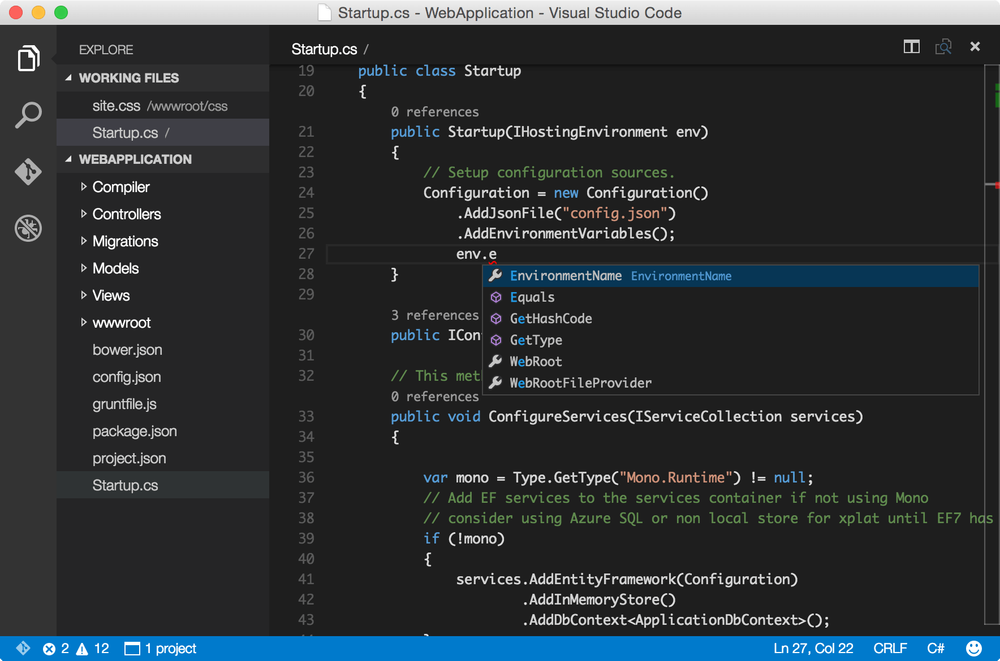 Startup.cs - WebApplication - Visual Studio Code
EXPLORE
WORKING FILES
site.css /wwwroot/css
Startup.cs /
WEBAPPLICATION
Compiler
Controllers
Migrations
Models
Views
wwwroot
bower.json
config.json
gruntfile.js
package.json
project.json
Startup.cs
Startup.cs /
19 public class Startup
20 {
0 references
21 public Startup(IHostingEnvironment env)
22 {
23 // Setup configuration sources.
24 Configuration = new Configuration()
25 .AddJsonFile("config.json")
26 .AddEnvironmentVariables();
27 env.e
28 }
29
3 references
30 public ICon
31
32 // This met
0 references
EnvironmentName EnvironmentName
Equals
GetHashCode
GetType
WebRoot
WebRootFileProvider
33 public void ConfigureServices(IServiceCollection services)
34 {
35
36 var mono = Type.GetType("Mono.Runtime") != null;
37 // Add EF services to the services container if not using Mono
38 // consider using Azure SQL or non local store for xplat until EF7 has
39 if (!mono)
40 {
41 services.AddEntityFramework(Configuration)
42 .AddInMemoryStore()
43 .AddDbContext<ApplicationDbContext>();
2 12 1 project
Ln 27, Col 22 CRLF C#